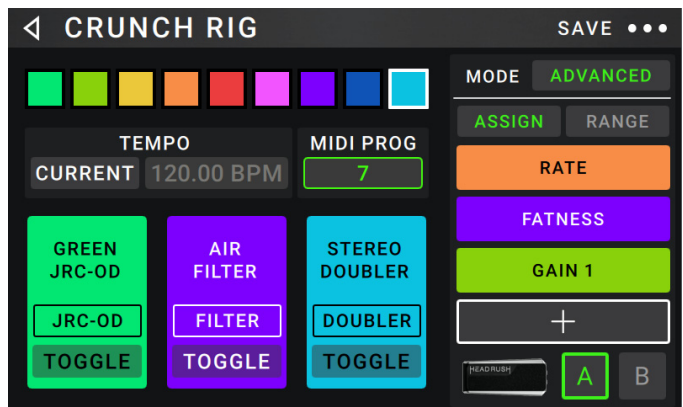 CRUNCH RIG
SAVE
MODE ADVANCED
ASSIGN RANGE
TEMPO
CURRENT 120.00 BPM
MIDI PROG
7
RATE
FATNESS
GAIN 1
+
GREEN
JRC-OD
JRC-OD
TOGGLE
AIR
FILTER
FILTER
TOGGLE
STEREO
DOUBLER
DOUBLER
TOGGLE
HEADRUSH
A
B